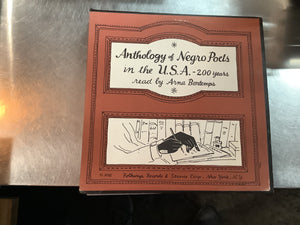 Anthology of Negro Poets
in the U.S.A. - 200 years
read by Arna Bontemps
Folkways Records & Service Corp., New York, N.Y.